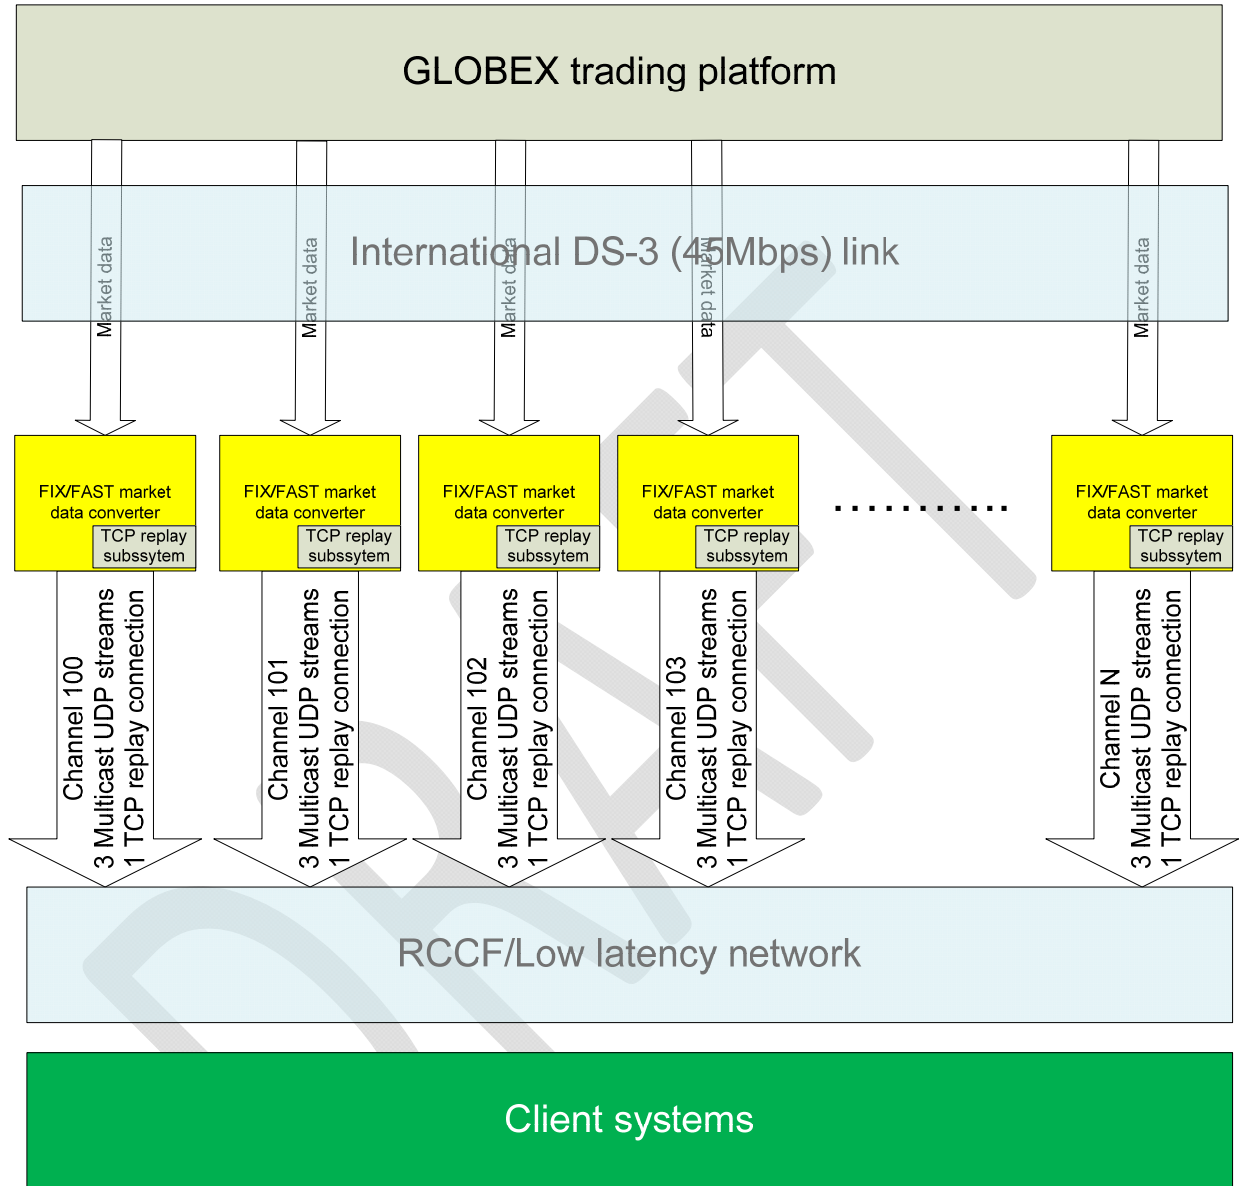 GLOBEX trading platform
International DS-3 (45Mbps) link
Market data
Market data
Market data
Market data
Market data
FIX/FAST market
data converter
TCP replay
subssytem
FIX/FAST market
data converter
TCP replay
subssytem
FIX/FAST market
data converter
TCP replay
subssytem
FIX/FAST market
data converter
TCP replay
subssytem
...........
FIX/FAST market
data converter
TCP replay
subssytem
Channel 100
3 Multicast UDP streams
1 TCP replay connection
Channel 101
3 Multicast UDP streams
1 TCP replay connection
Channel 102
3 Multicast UDP streams
1 TCP replay connection
Channel 103
3 Multicast UDP streams
1 TCP replay connection
Channel N
3 Multicast UDP streams
1 TCP replay connection
RCCF/Low latency network
Client systems
DRAFT